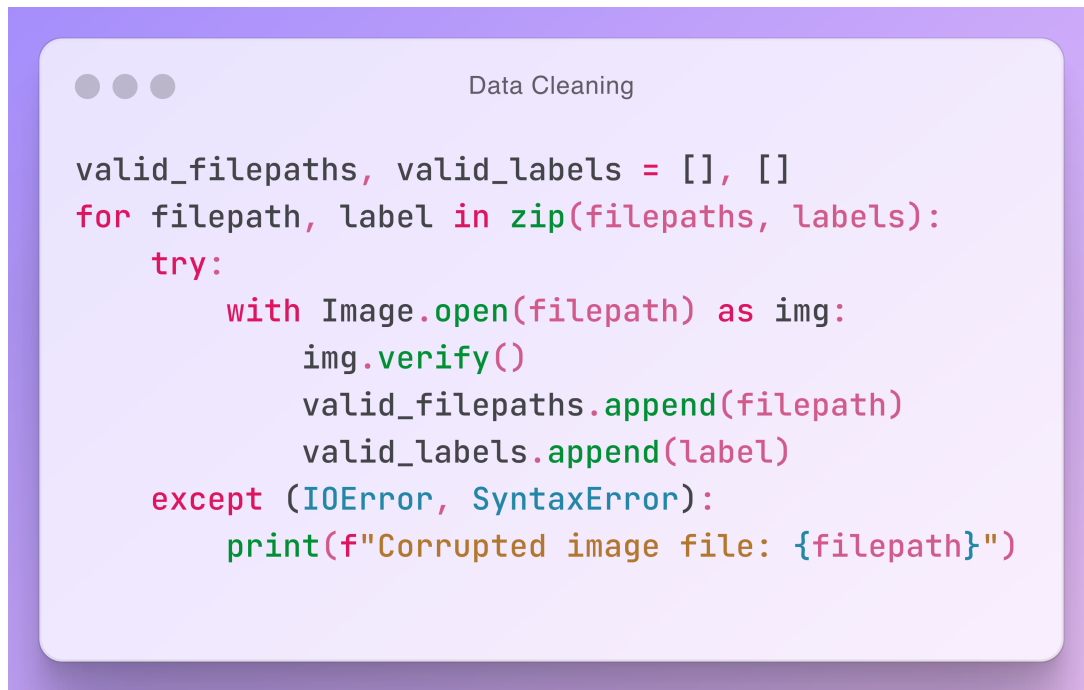 Data Cleaning
valid_filepaths, valid_labels = [], []
for filepath, label in zip(filepaths, labels):
    try:
        with Image.open(filepath) as img:
            img.verify()
            valid_filepaths.append(filepath)
            valid_labels.append(label)
    except (IOError, SyntaxError):
        print(f"Corrupted image file: {filepath}")